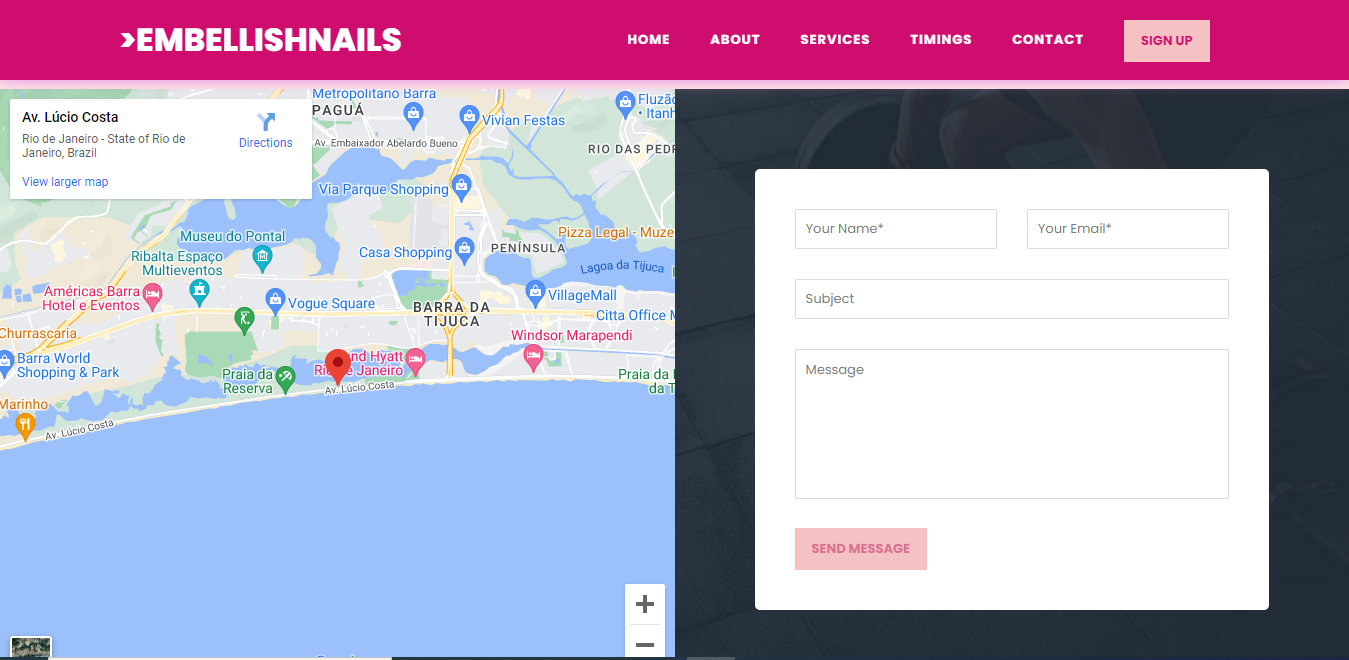 >EMBELLISHNAILS
HOME
ABOUT
SERVICES
TIMINGS
CONTACT
SIGN UP
Av. Lúcio Costa
Rio de Janeiro - State of Rio de
Janeiro, Brazil
Directions
View larger map
Metropolitano Barra
PAGUÁ
Vivian Festas
Av. Embaixador Abelardo Bueno
RIO DAS PEDR
Via Parque Shopping
Museu do Pontal
Pizza Legal - Muze
Casa Shopping
PENÍNSULA
Ribalta Espaço
Multieventos
Lagoa da Tijuca
Américas Barra
Hotel e Eventos
Vogue Square
VillageMall
BARRA DA
TIJUCA
Citta Office M
Churrascaria
Windsor Marapendi
Barra World
Shopping & Park
nd Hyatt
Rio de Janeiro
Praia da
Reserva
Av. Lúcio Costa
Praia da
da T
Marinho
Av. Lúcio Costa
Your Name*
Your Email*
Subject
Message
SEND MESSAGE